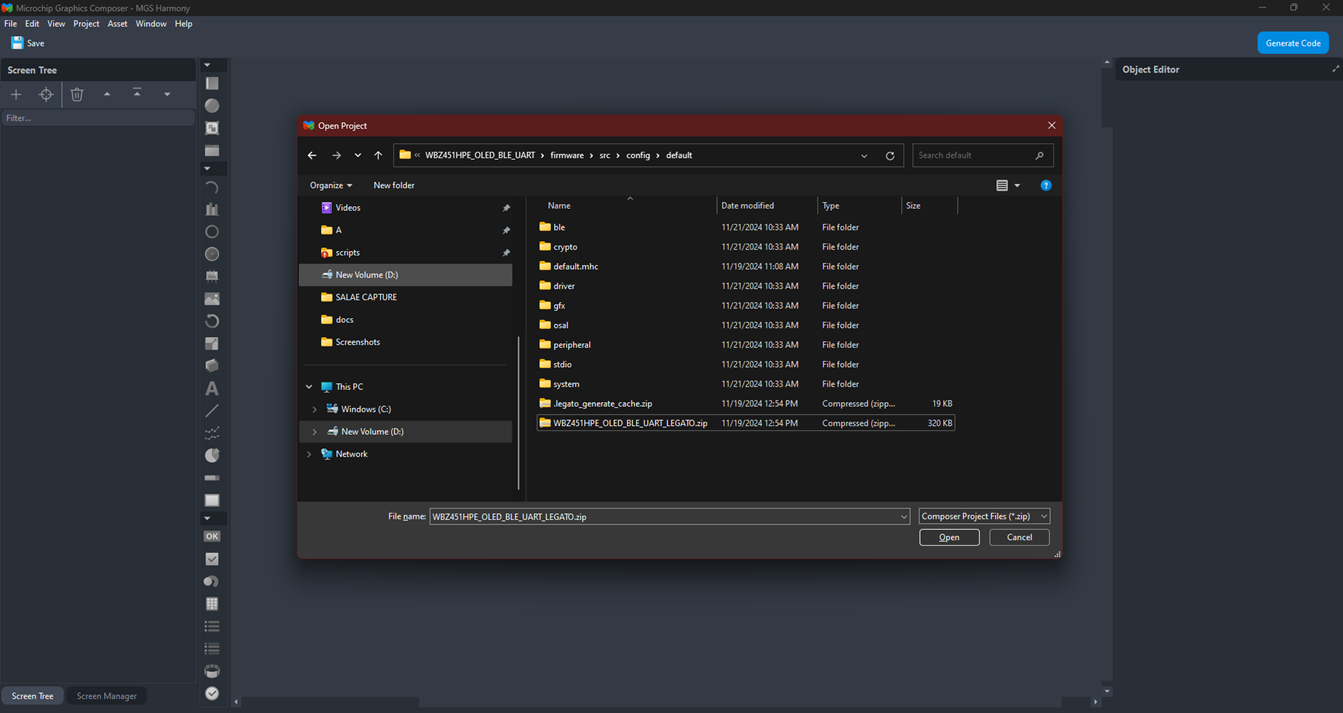 Microchip Graphics Composer - MGS Harmony
File Edit View Project Asset Window Help
Save
Generate Code
Screen Tree
Object Editor
Filter...
Open Project
« WBZ451HPE_OLED_BLE_UART › firmware › src › config › default
Search default
Organize
New folder
Videos
A
scripts
New Volume (D:)
SALAE CAPTURE
docs
Screenshots
This PC
Windows (C:)
New Volume (D:)
Network
Name Date modified Type Size
ble 11/21/2024 10:33 AM File folder
crypto 11/21/2024 10:33 AM File folder
default.mhc 11/19/2024 11:08 AM File folder
driver 11/21/2024 10:33 AM File folder
gfx 11/21/2024 10:33 AM File folder
osal 11/21/2024 10:33 AM File folder
peripheral 11/21/2024 10:33 AM File folder
stdio 11/21/2024 10:33 AM File folder
system 11/21/2024 10:33 AM File folder
.legato_generate_cache.zip 11/19/2024 12:54 PM Compressed (zipp... 19 KB
WBZ451HPE_OLED_BLE_UART_LEGATO.zip 11/19/2024 12:54 PM Compressed (zipp... 320 KB
File name: WBZ451HPE_OLED_BLE_UART_LEGATO.zip
Composer Project Files (*.zip)
Open
Cancel
OK
Screen Tree
Screen Manager